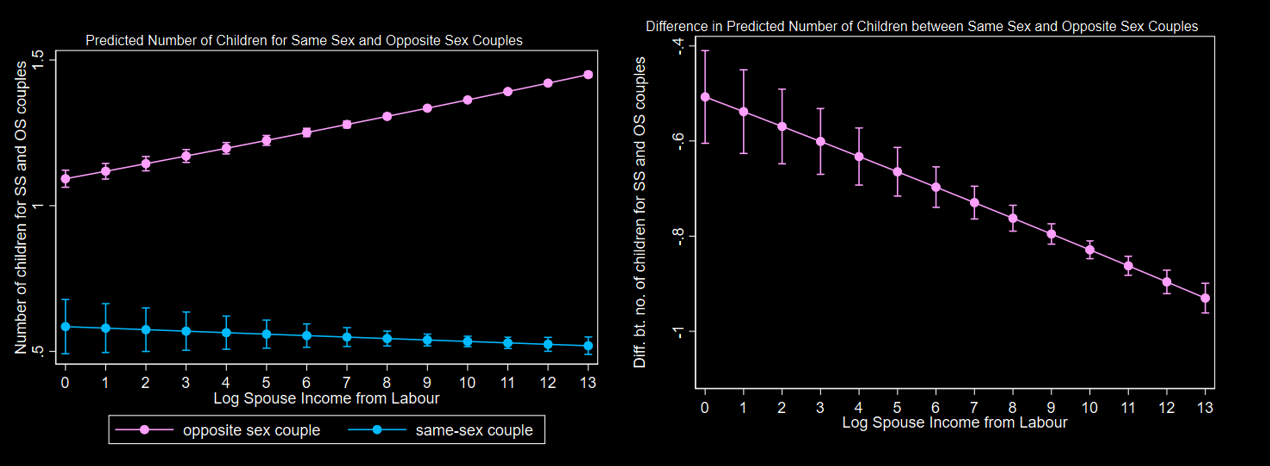 Predicted Number of Children for Same Sex and Opposite Sex Couples
Number of children for SS and OS couples
1.5
1
.5
0 1 2 3 4 5 6 7 8 9 10 11 12 13
Log Spouse Income from Labour
opposite sex couple same-sex couple
Difference in Predicted Number of Children between Same Sex and Opposite Sex Couples
Diff. bt. no. of children for SS and OS couples
-.4
-.6
-.8
-1
0 1 2 3 4 5 6 7 8 9 10 11 12 13
Log Spouse Income from Labour